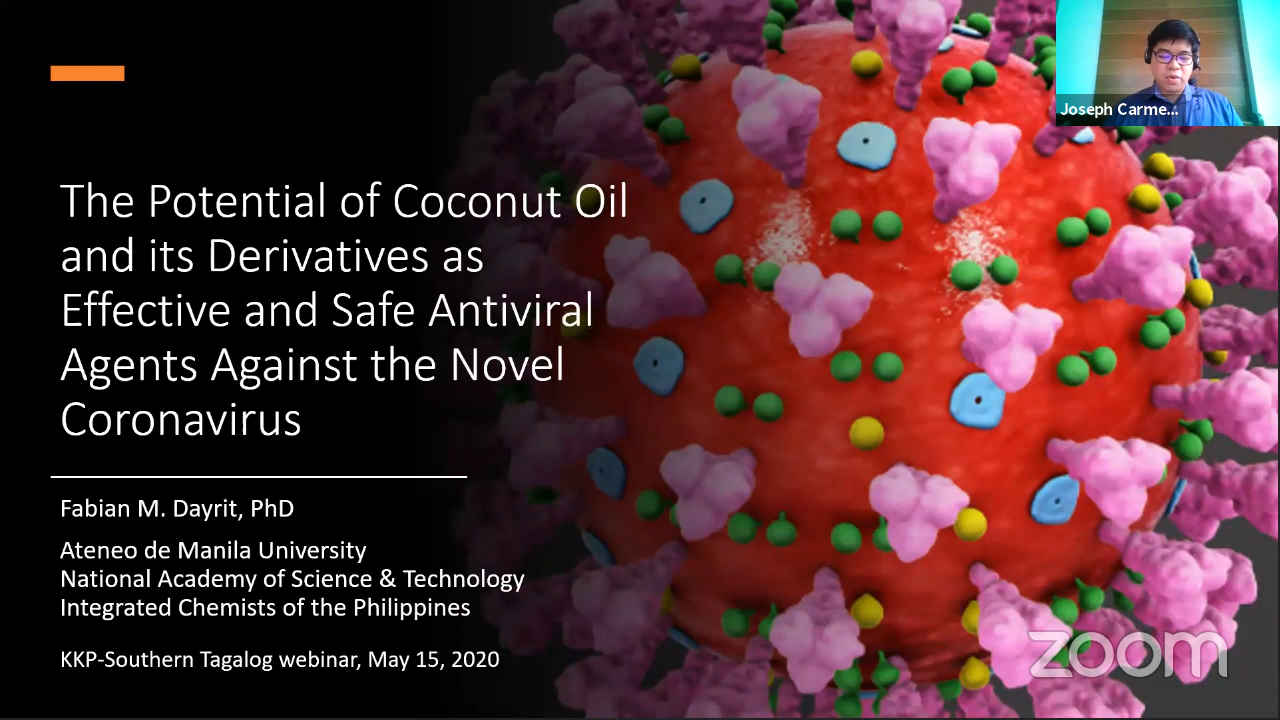 The Potential of Coconut Oil
and its Derivatives as
Effective and Safe Antiviral
Agents Against the Novel
Coronavirus
Fabian M. Dayrit, PhD
Ateneo de Manila University
National Academy of Science & Technology
Integrated Chemists of the Philippines
KKP-Southern Tagalog webinar, May 15, 2020
Joseph Carme...
zoom